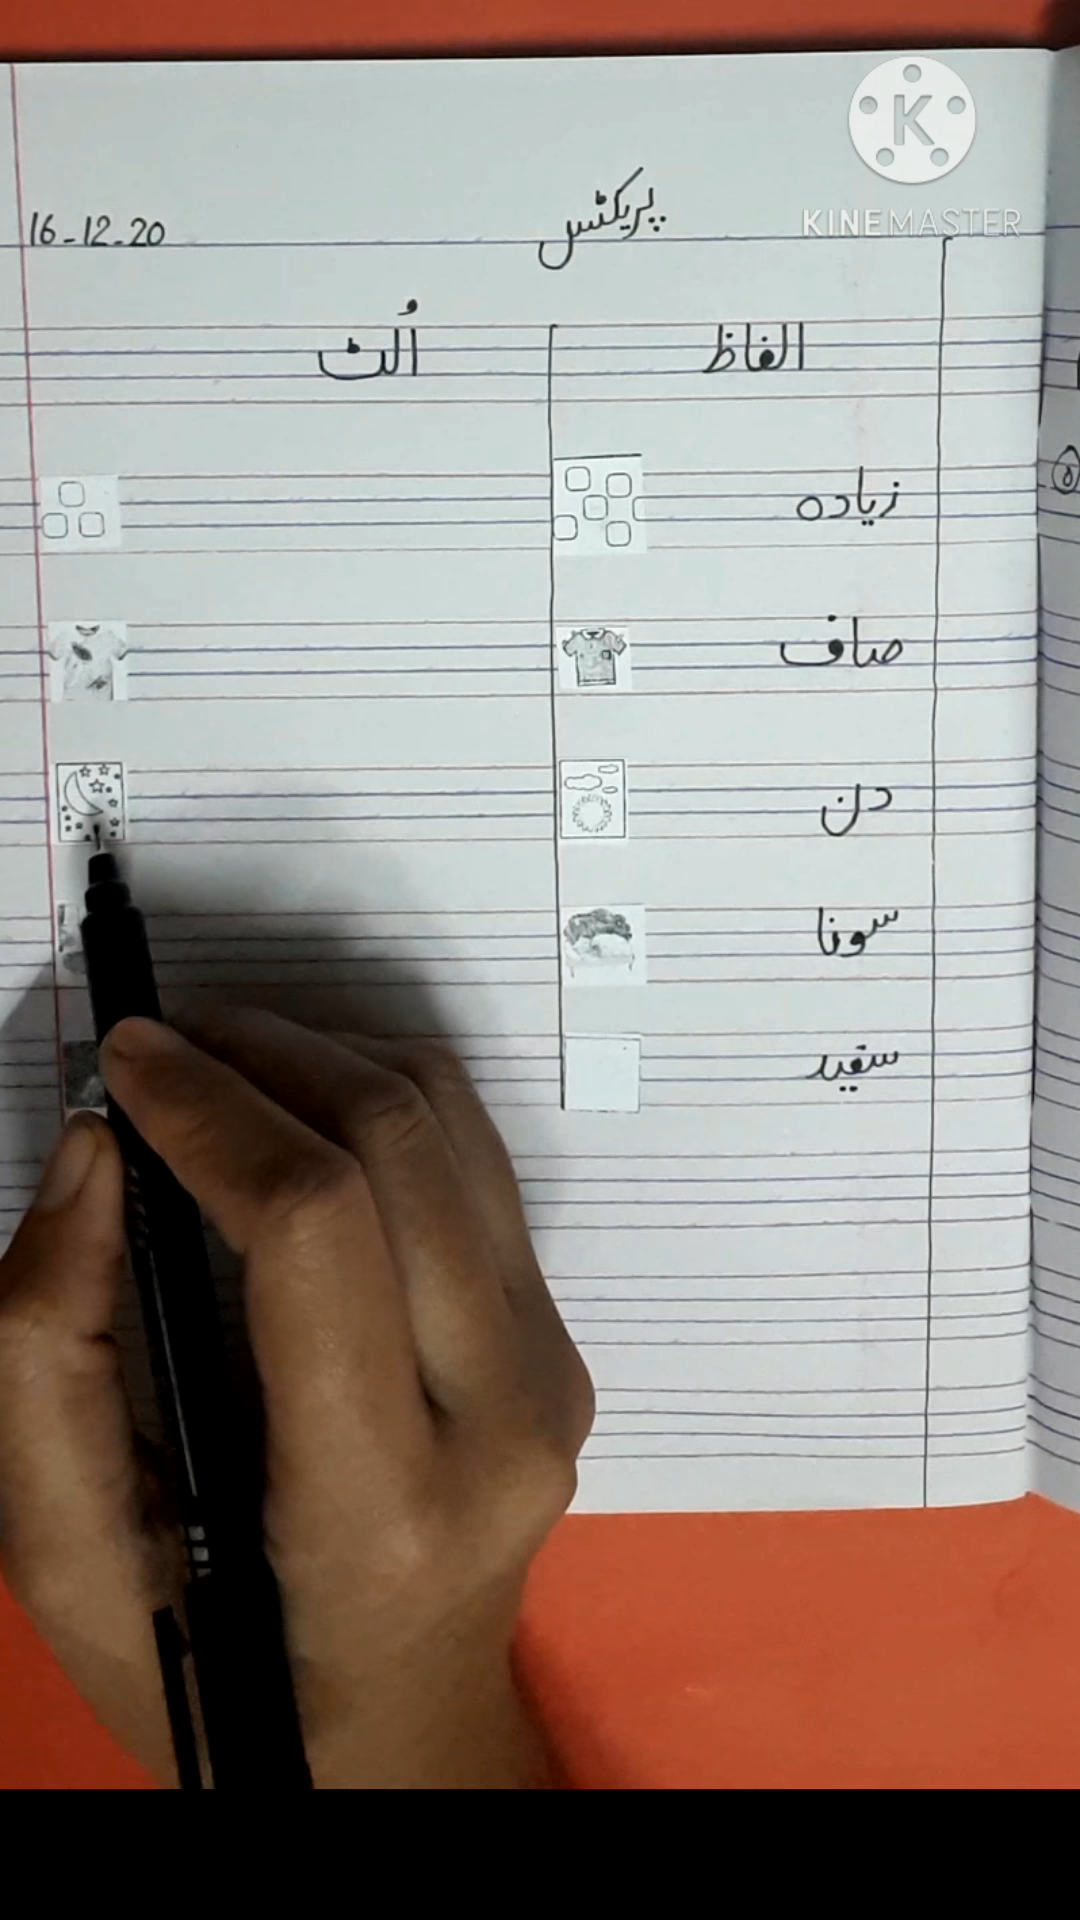 KINEMASTER
پریکٹس 16-12-20
الفاظ اُلٹ
زیادہ
صاف
دن
سونا
سفید